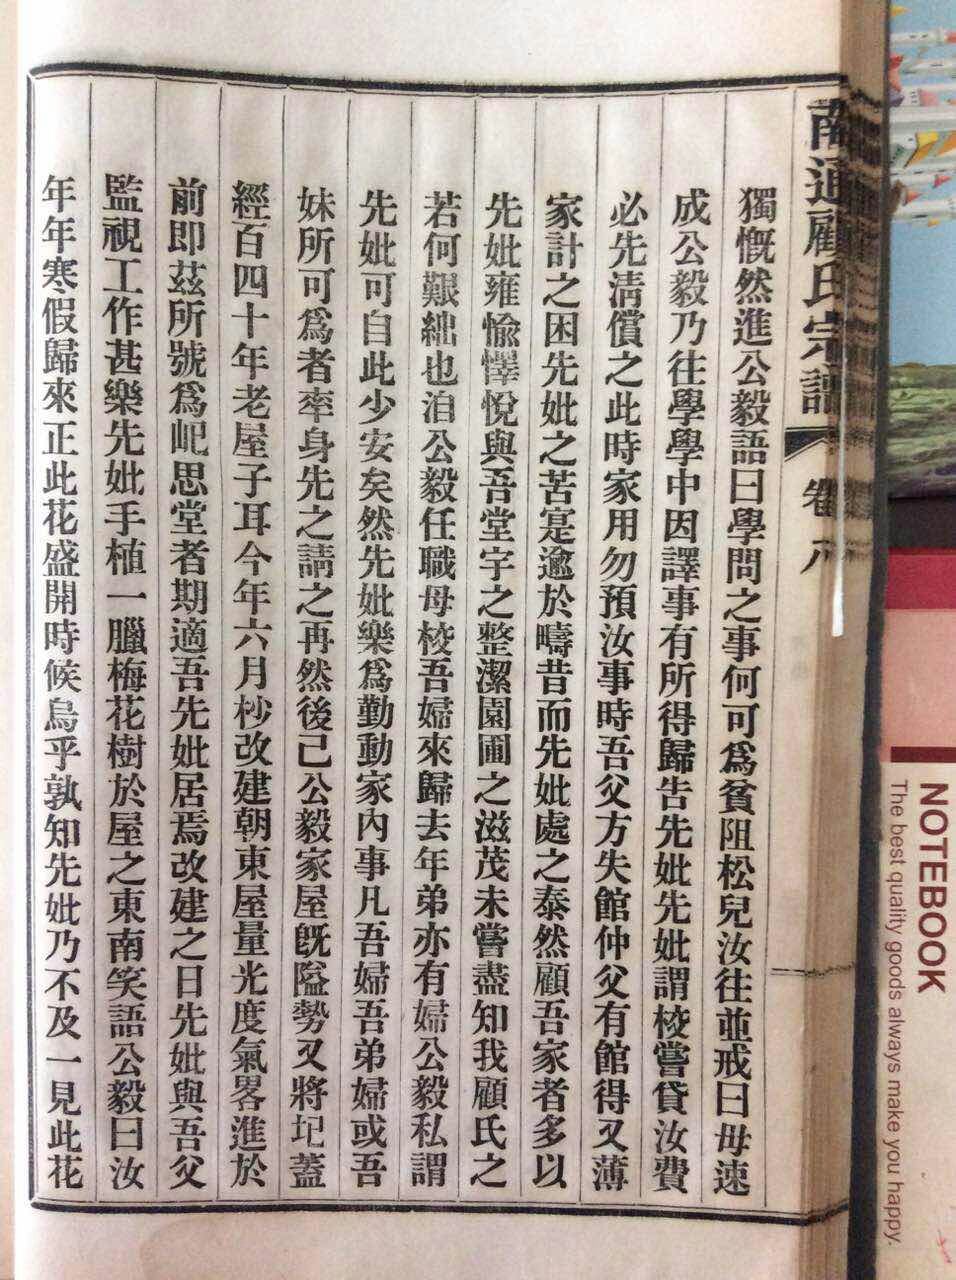 南通顧氏宗譜 卷八
獨慨然進公毅語曰學問之事何可爲貧阻松兒汝往並戒曰毋速
成公毅乃往學學中因譯事有所得歸告先妣先妣謂校嘗貸汝費
必先清償之此時家用勿預汝事時吾父方失館仲父有館得又薄
家計之困先妣之苦寔逾於疇昔而先妣處之泰然顧吾家者多以
先妣雍愉懌悅與吾堂宇之整潔園圃之滋茂未嘗盡知我顧氏之
若何艱絀也洎公毅任職母校吾婦來歸去年弟亦有婦公毅私謂
先妣可自此少安矣然先妣樂爲勤動家內事凡吾婦吾弟婦或吾
妹所可爲者率身先之請之再然後已公毅家屋旣隘勢又將圮蓋
經百四十年老屋子耳今年六月杪改建朝東屋量光度氣畧進於
前即茲所號爲屺思堂者期適吾先妣居焉改建之日先妣與吾父
監視工作甚樂先妣手植一臘梅花樹於屋之東南笑語公毅曰汝
年年寒假歸來正此花盛開時候烏乎孰知先妣乃不及一見此花
NOTEBOOK
The best quality goods always make you happy.